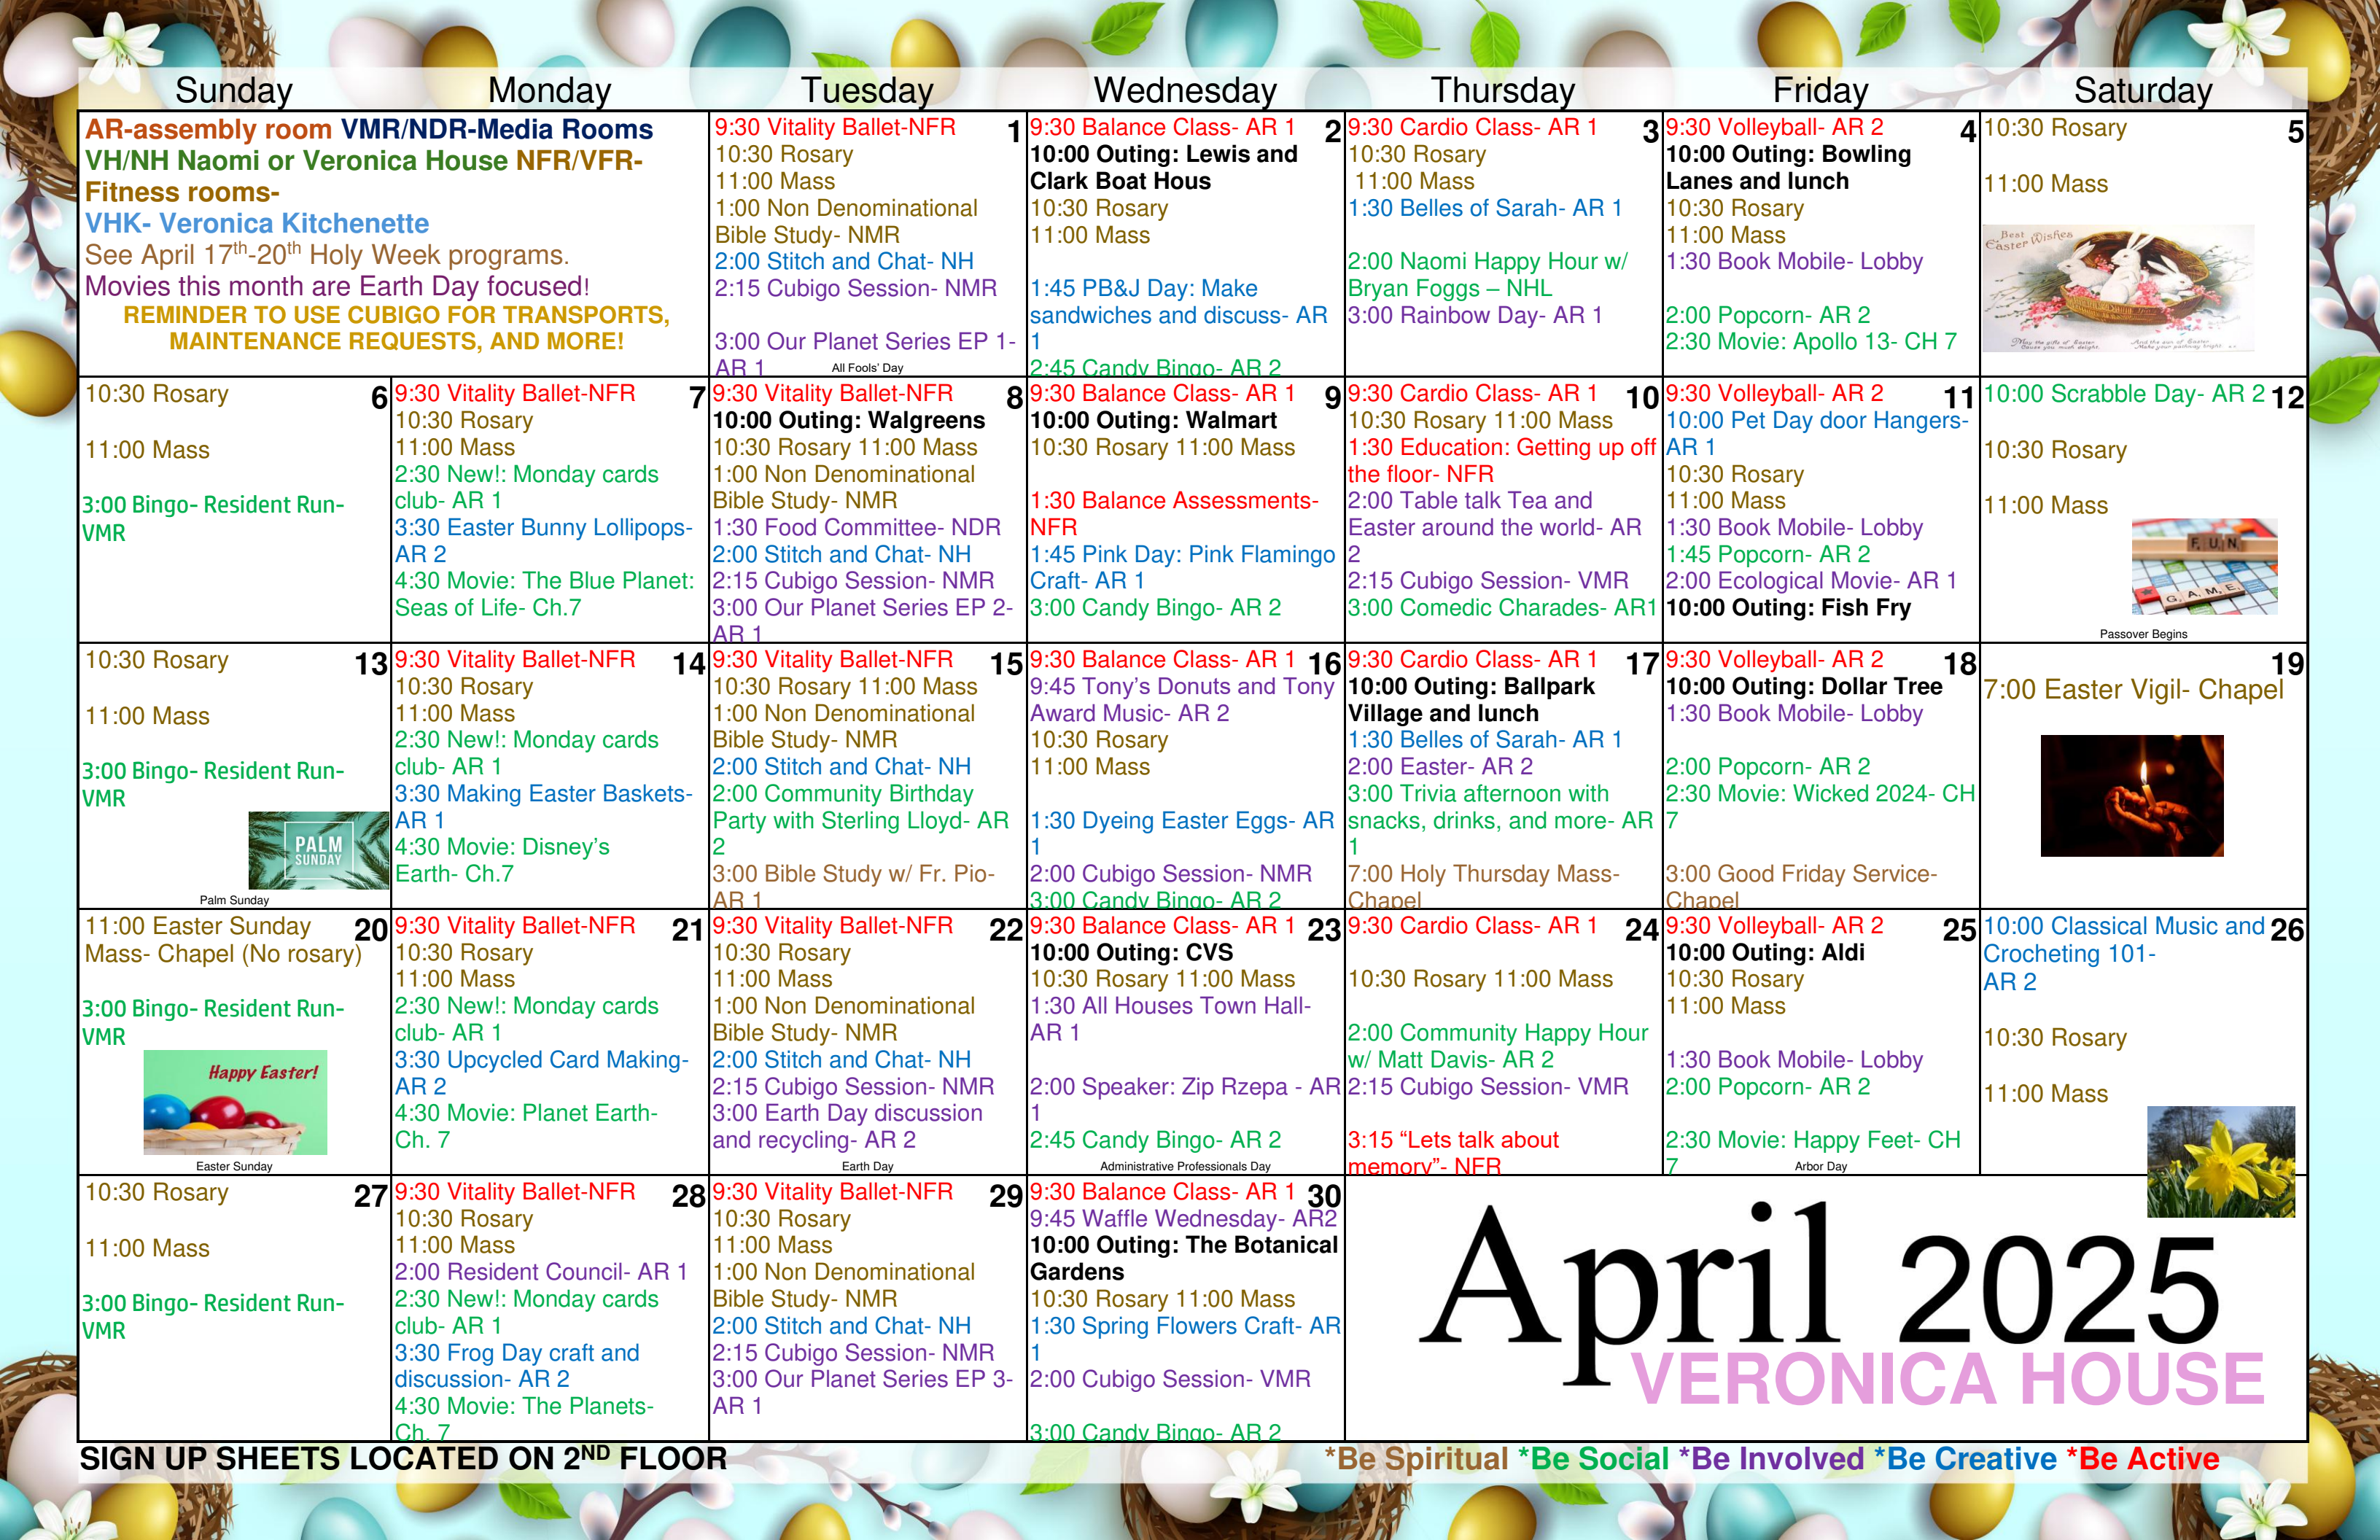 Sunday Monday Tuesday Wednesday Thursday Friday Saturday
AR-assembly room VMR/NDR-Media Rooms
VH/NH Naomi or Veronica House NFR/VFR-
Fitness rooms-
VHK- Veronica Kitchenette
See April 17th-20th Holy Week programs.
Movies this month are Earth Day focused!
REMINDER TO USE CUBIGO FOR TRANSPORTS,
MAINTENANCE REQUESTS, AND MORE!
1
9:30 Vitality Ballet-NFR
10:30 Rosary
11:00 Mass
1:00 Non Denominational
Bible Study- NMR
2:00 Stitch and Chat- NH
2:15 Cubigo Session- NMR
3:00 Our Planet Series EP 1-
AR 1
All Fools' Day
2
9:30 Balance Class- AR 1
10:00 Outing: Lewis and
Clark Boat Hous
10:30 Rosary
11:00 Mass
1:45 PB&J Day: Make
sandwiches and discuss- AR
1
2:45 Candy Bingo- AR 2
3
9:30 Cardio Class- AR 1
10:30 Rosary
11:00 Mass
1:30 Belles of Sarah- AR 1
2:00 Naomi Happy Hour w/
Bryan Foggs – NHL
3:00 Rainbow Day- AR 1
4
9:30 Volleyball- AR 2
10:00 Outing: Bowling
Lanes and lunch
10:30 Rosary
11:00 Mass
1:30 Book Mobile- Lobby
2:00 Popcorn- AR 2
2:30 Movie: Apollo 13- CH 7
5
10:30 Rosary
11:00 Mass
Best
Easter Wishes
6
10:30 Rosary
11:00 Mass
3:00 Bingo- Resident Run-
VMR
7
9:30 Vitality Ballet-NFR
10:30 Rosary
11:00 Mass
2:30 New!: Monday cards
club- AR 1
3:30 Easter Bunny Lollipops-
AR 2
4:30 Movie: The Blue Planet:
Seas of Life- Ch.7
8
9:30 Vitality Ballet-NFR
10:00 Outing: Walgreens
10:30 Rosary 11:00 Mass
1:00 Non Denominational
Bible Study- NMR
1:30 Food Committee- NDR
2:00 Stitch and Chat- NH
2:15 Cubigo Session- NMR
3:00 Our Planet Series EP 2-
AR 1
9
9:30 Balance Class- AR 1
10:00 Outing: Walmart
10:30 Rosary 11:00 Mass
1:30 Balance Assessments-
NFR
1:45 Pink Day: Pink Flamingo
Craft- AR 1
3:00 Candy Bingo- AR 2
10
9:30 Cardio Class- AR 1
10:30 Rosary 11:00 Mass
1:30 Education: Getting up off
the floor- NFR
2:00 Table talk Tea and
Easter around the world- AR
2
2:15 Cubigo Session- VMR
3:00 Comedic Charades- AR1
11
9:30 Volleyball- AR 2
10:00 Pet Day door Hangers-
AR 1
10:30 Rosary
11:00 Mass
1:30 Book Mobile- Lobby
1:45 Popcorn- AR 2
2:00 Ecological Movie- AR 1
10:00 Outing: Fish Fry
12
10:00 Scrabble Day- AR 2
10:30 Rosary
11:00 Mass
FUN
GAME
Passover Begins
13
10:30 Rosary
11:00 Mass
3:00 Bingo- Resident Run-
VMR
PALM
SUNDAY
Palm Sunday
14
9:30 Vitality Ballet-NFR
10:30 Rosary
11:00 Mass
2:30 New!: Monday cards
club- AR 1
3:30 Making Easter Baskets-
AR 1
4:30 Movie: Disney's
Earth- Ch.7
15
9:30 Vitality Ballet-NFR
10:30 Rosary 11:00 Mass
1:00 Non Denominational
Bible Study- NMR
2:00 Stitch and Chat- NH
2:00 Community Birthday
Party with Sterling Lloyd- AR
2
3:00 Bible Study w/ Fr. Pio-
AR 1
16
9:30 Balance Class- AR 1
9:45 Tony's Donuts and Tony
Award Music- AR 2
10:30 Rosary
11:00 Mass
1:30 Dyeing Easter Eggs- AR
1
2:00 Cubigo Session- NMR
3:00 Candy Bingo- AR 2
17
9:30 Cardio Class- AR 1
10:00 Outing: Ballpark
Village and lunch
1:30 Belles of Sarah- AR 1
2:00 Easter- AR 2
3:00 Trivia afternoon with
snacks, drinks, and more- AR
1
7:00 Holy Thursday Mass-
Chapel
18
9:30 Volleyball- AR 2
10:00 Outing: Dollar Tree
1:30 Book Mobile- Lobby
2:00 Popcorn- AR 2
2:30 Movie: Wicked 2024- CH
7
3:00 Good Friday Service-
Chapel
19
7:00 Easter Vigil- Chapel
20
11:00 Easter Sunday
Mass- Chapel (No rosary)
3:00 Bingo- Resident Run-
VMR
Happy Easter!
Easter Sunday
21
9:30 Vitality Ballet-NFR
10:30 Rosary
11:00 Mass
2:30 New!: Monday cards
club- AR 1
3:30 Upcycled Card Making-
AR 2
4:30 Movie: Planet Earth-
Ch. 7
22
9:30 Vitality Ballet-NFR
10:30 Rosary
11:00 Mass
1:00 Non Denominational
Bible Study- NMR
2:00 Stitch and Chat- NH
2:15 Cubigo Session- NMR
3:00 Earth Day discussion
and recycling- AR 2
Earth Day
23
9:30 Balance Class- AR 1
10:00 Outing: CVS
10:30 Rosary 11:00 Mass
1:30 All Houses Town Hall-
AR 1
2:00 Speaker: Zip Rzepa - AR
1
2:45 Candy Bingo- AR 2
Administrative Professionals Day
24
9:30 Cardio Class- AR 1
10:30 Rosary 11:00 Mass
2:00 Community Happy Hour
w/ Matt Davis- AR 2
2:15 Cubigo Session- VMR
3:15 “Lets talk about
memory”- NFR
25
9:30 Volleyball- AR 2
10:00 Outing: Aldi
10:30 Rosary
11:00 Mass
1:30 Book Mobile- Lobby
2:00 Popcorn- AR 2
2:30 Movie: Happy Feet- CH
7
Arbor Day
26
10:00 Classical Music and
Crocheting 101-
AR 2
10:30 Rosary
11:00 Mass
27
10:30 Rosary
11:00 Mass
3:00 Bingo- Resident Run-
VMR
28
9:30 Vitality Ballet-NFR
10:30 Rosary
11:00 Mass
2:00 Resident Council- AR 1
2:30 New!: Monday cards
club- AR 1
3:30 Frog Day craft and
discussion- AR 2
4:30 Movie: The Planets-
Ch. 7
29
9:30 Vitality Ballet-NFR
10:30 Rosary
11:00 Mass
1:00 Non Denominational
Bible Study- NMR
2:00 Stitch and Chat- NH
2:15 Cubigo Session- NMR
3:00 Our Planet Series EP 3-
AR 1
30
9:30 Balance Class- AR 1
9:45 Waffle Wednesday- AR2
10:00 Outing: The Botanical
Gardens
10:30 Rosary 11:00 Mass
1:30 Spring Flowers Craft- AR
1
2:00 Cubigo Session- VMR
3:00 Candy Bingo- AR 2
April 2025
VERONICA HOUSE
SIGN UP SHEETS LOCATED ON 2ND FLOOR
*Be Spiritual *Be Social *Be Involved *Be Creative *Be Active